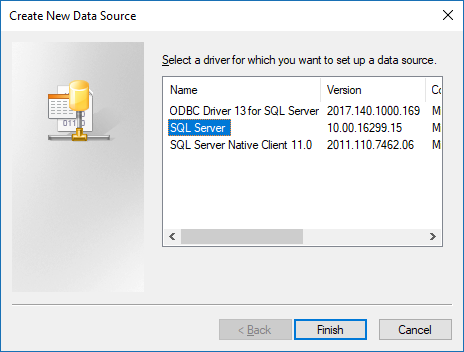 Create New Data Source
Select a driver for which you want to set up a data source.
Name Version Co
ODBC Driver 13 for SQL Server 2017.140.1000.169 M
SQL Server 10.00.16299.15 M
SQL Server Native Client 11.0 2011.110.7462.06 M
< Back Finish Cancel